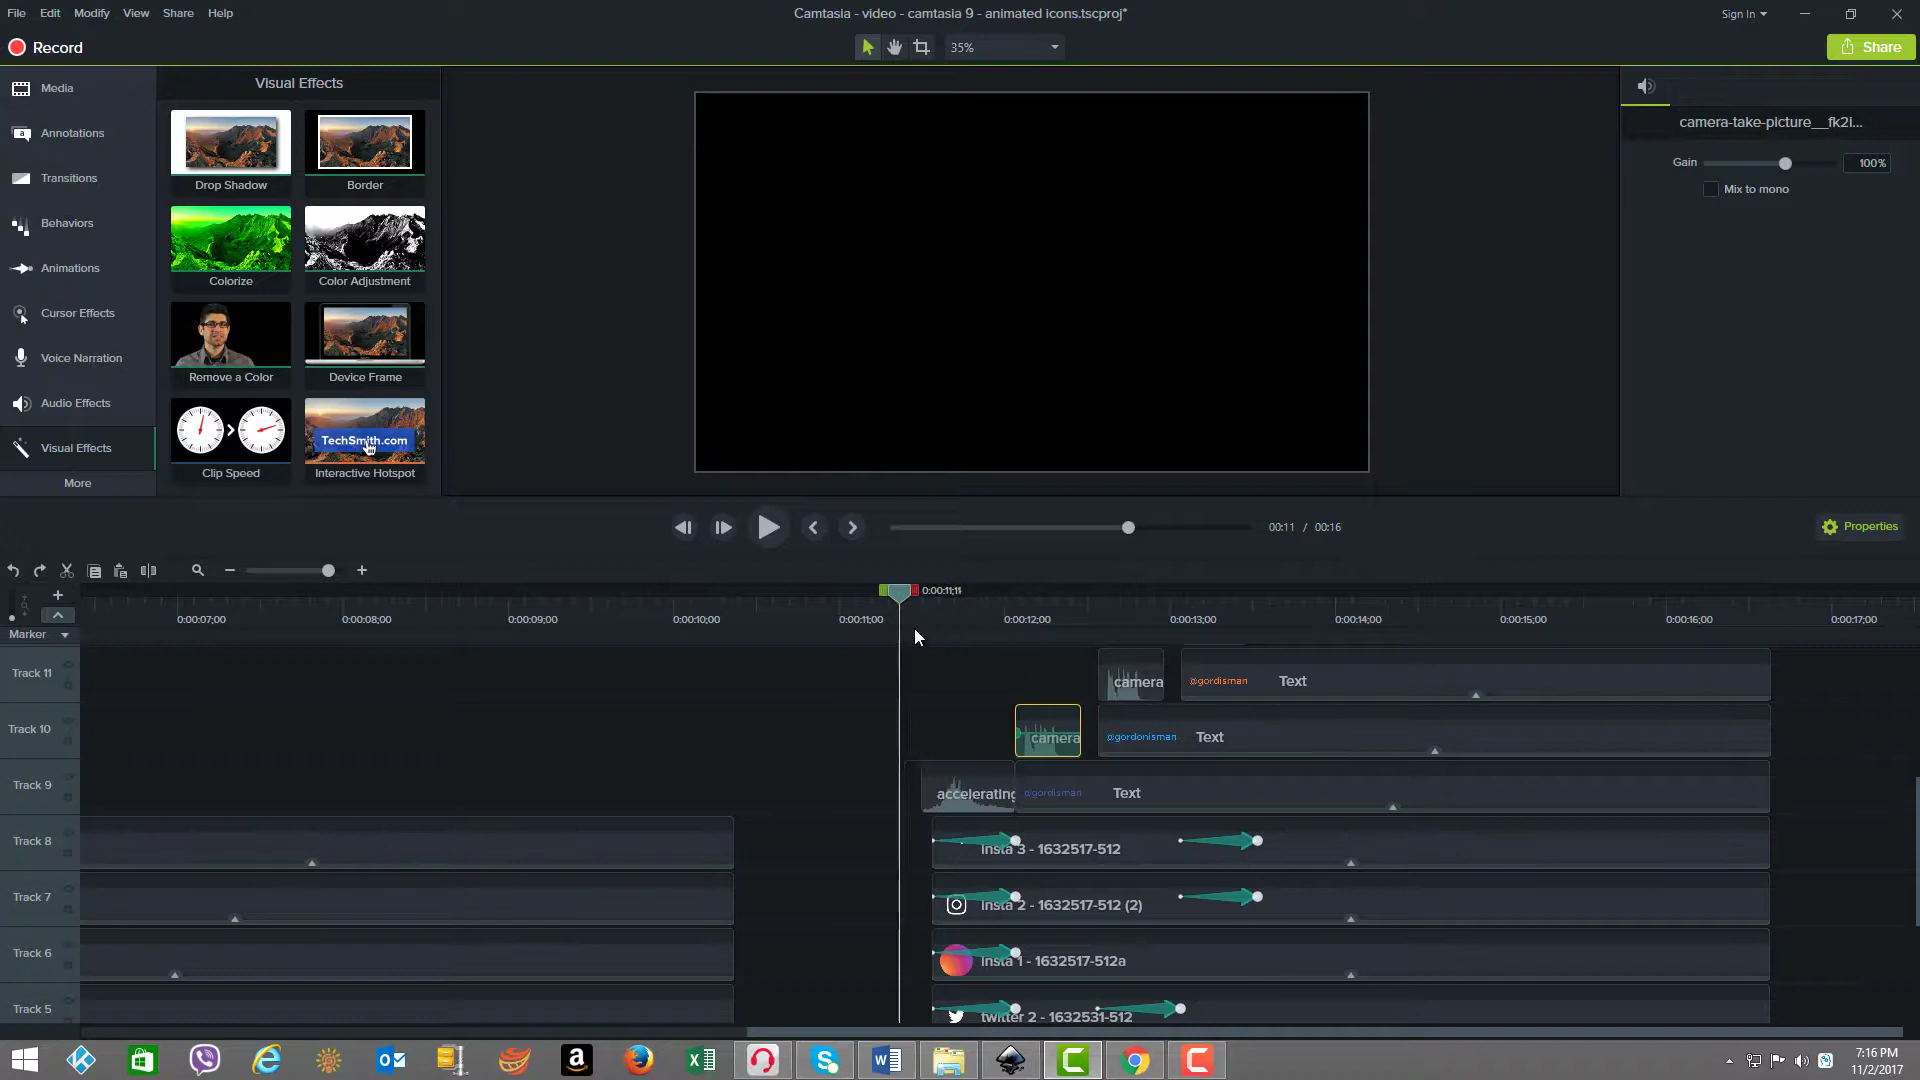 File Edit Modify View Share Help
Camtasia - video - camtasia 9 - animated icons.tscproj*
Sign In
Record
35%
Share
Media
Annotations
Transitions
Behaviors
Animations
Cursor Effects
Voice Narration
Audio Effects
Visual Effects
More
Visual Effects
Drop Shadow
Border
Colorize
Color Adjustment
Remove a Color
Device Frame
TechSmith.com
Clip Speed
Interactive Hotspot
camera-take-picture__fk2i...
Gain
100%
Mix to mono
00:11 / 00:16
Properties
0:00:11;11
0:00:07;00 0:00:08;00 0:00:09;00 0:00:10;00 0:00:11;00 0:00:12;00 0:00:13;00 0:00:14;00 0:00:15;00 0:00:16;00 0:00:17;00
Marker
Track 11
camera
@gordisman
Text
Track 10
camera
@gordonisman
Text
Track 9
accelerating
@gordisman
Text
Track 8
insta 3 - 1632517-512
Track 7
insta 2 - 1632517-512 (2)
Track 6
insta 1 - 1632517-512a
Track 5
twitter 2 - 1632531-512
7:16 PM
11/2/2017